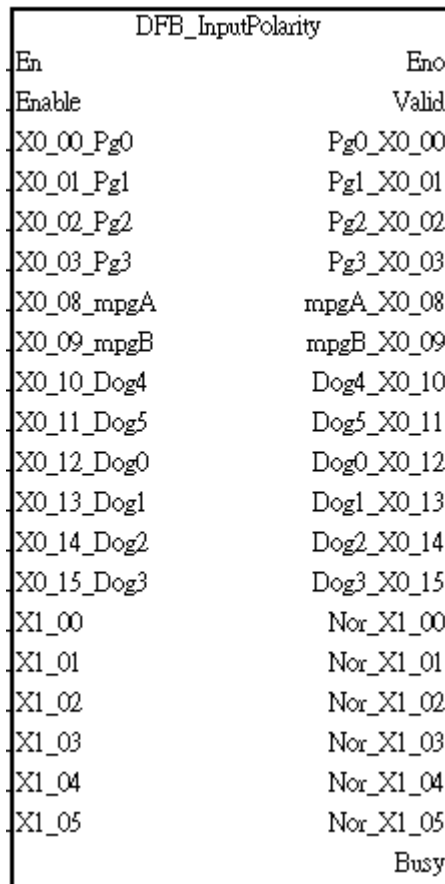 DFB_InputPolarity
En Eno
Enable Valid
X0_00_Pg0 Pg0_X0_00
X0_01_Pg1 Pg1_X0_01
X0_02_Pg2 Pg2_X0_02
X0_03_Pg3 Pg3_X0_03
X0_08_mpgA mpgA_X0_08
X0_09_mpgB mpgB_X0_09
X0_10_Dog4 Dog4_X0_10
X0_11_Dog5 Dog5_X0_11
X0_12_Dog0 Dog0_X0_12
X0_13_Dog1 Dog1_X0_13
X0_14_Dog2 Dog2_X0_14
X0_15_Dog3 Dog3_X0_15
X1_00 Nor_X1_00
X1_01 Nor_X1_01
X1_02 Nor_X1_02
X1_03 Nor_X1_03
X1_04 Nor_X1_04
X1_05 Nor_X1_05
Busy